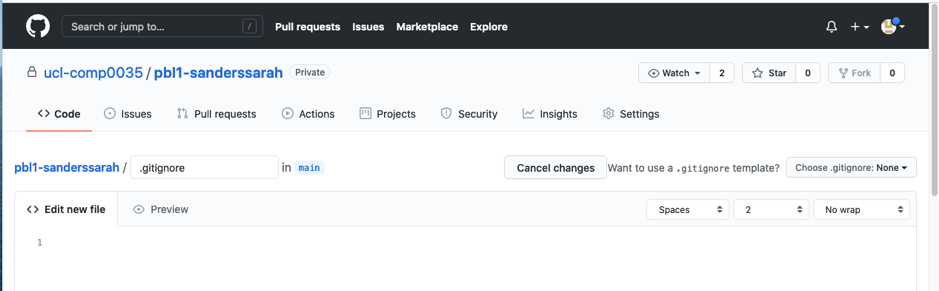 Search or jump to... / Pull requests Issues Marketplace Explore
ucl-comp0035 / pbl1-sanderssarah Private Watch 2 Star 0 Fork 0
Code Issues Pull requests Actions Projects Security Insights Settings
pbl1-sanderssarah / .gitignore in main Cancel changes Want to use a .gitignore template? Choose .gitignore: None
Edit new file Preview Spaces 2 No wrap
1